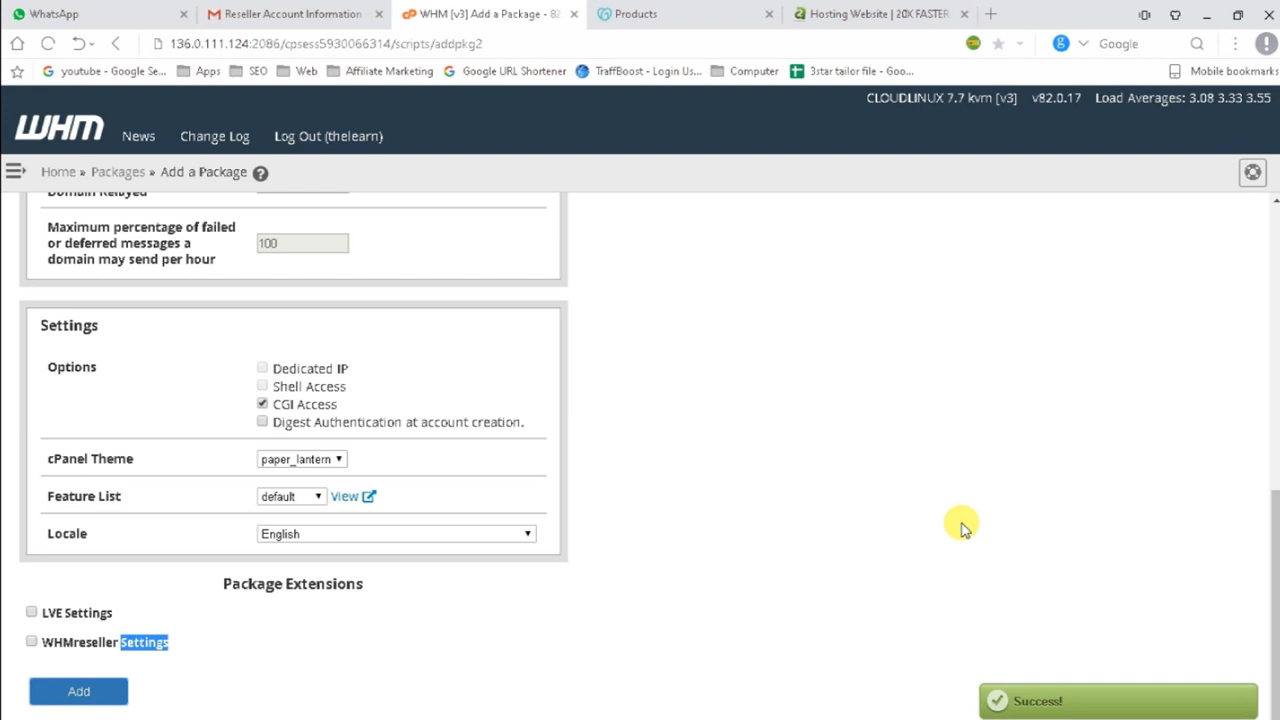 WhatsApp
Reseller Account Information
WHM [v3] Add a Package - 82
Products
Hosting Website | 20X FASTER
136.0.111.124:2086/cpsess5930066314/scripts/addpkg2
Google
youtube - Google Se...
Apps
SEO
Web
Affiliate Marketing
Google URL Shortener
TraffBoost - Login Us...
Computer
3star tailor file - Goo...
Mobile bookmarks
CLOUDLINUX 7.7 kvm [v3] v82.0.17 Load Averages: 3.08 3.33 3.55
WHM
News
Change Log
Log Out (thelearn)
Home » Packages » Add a Package
Domain Relayed
Maximum percentage of failed
or deferred messages a
domain may send per hour
100
Settings
Options
Dedicated IP
Shell Access
CGI Access
Digest Authentication at account creation.
cPanel Theme
paper_lantern
Feature List
default
View
Locale
English
Package Extensions
LVE Settings
WHMreseller Settings
Add
Success!